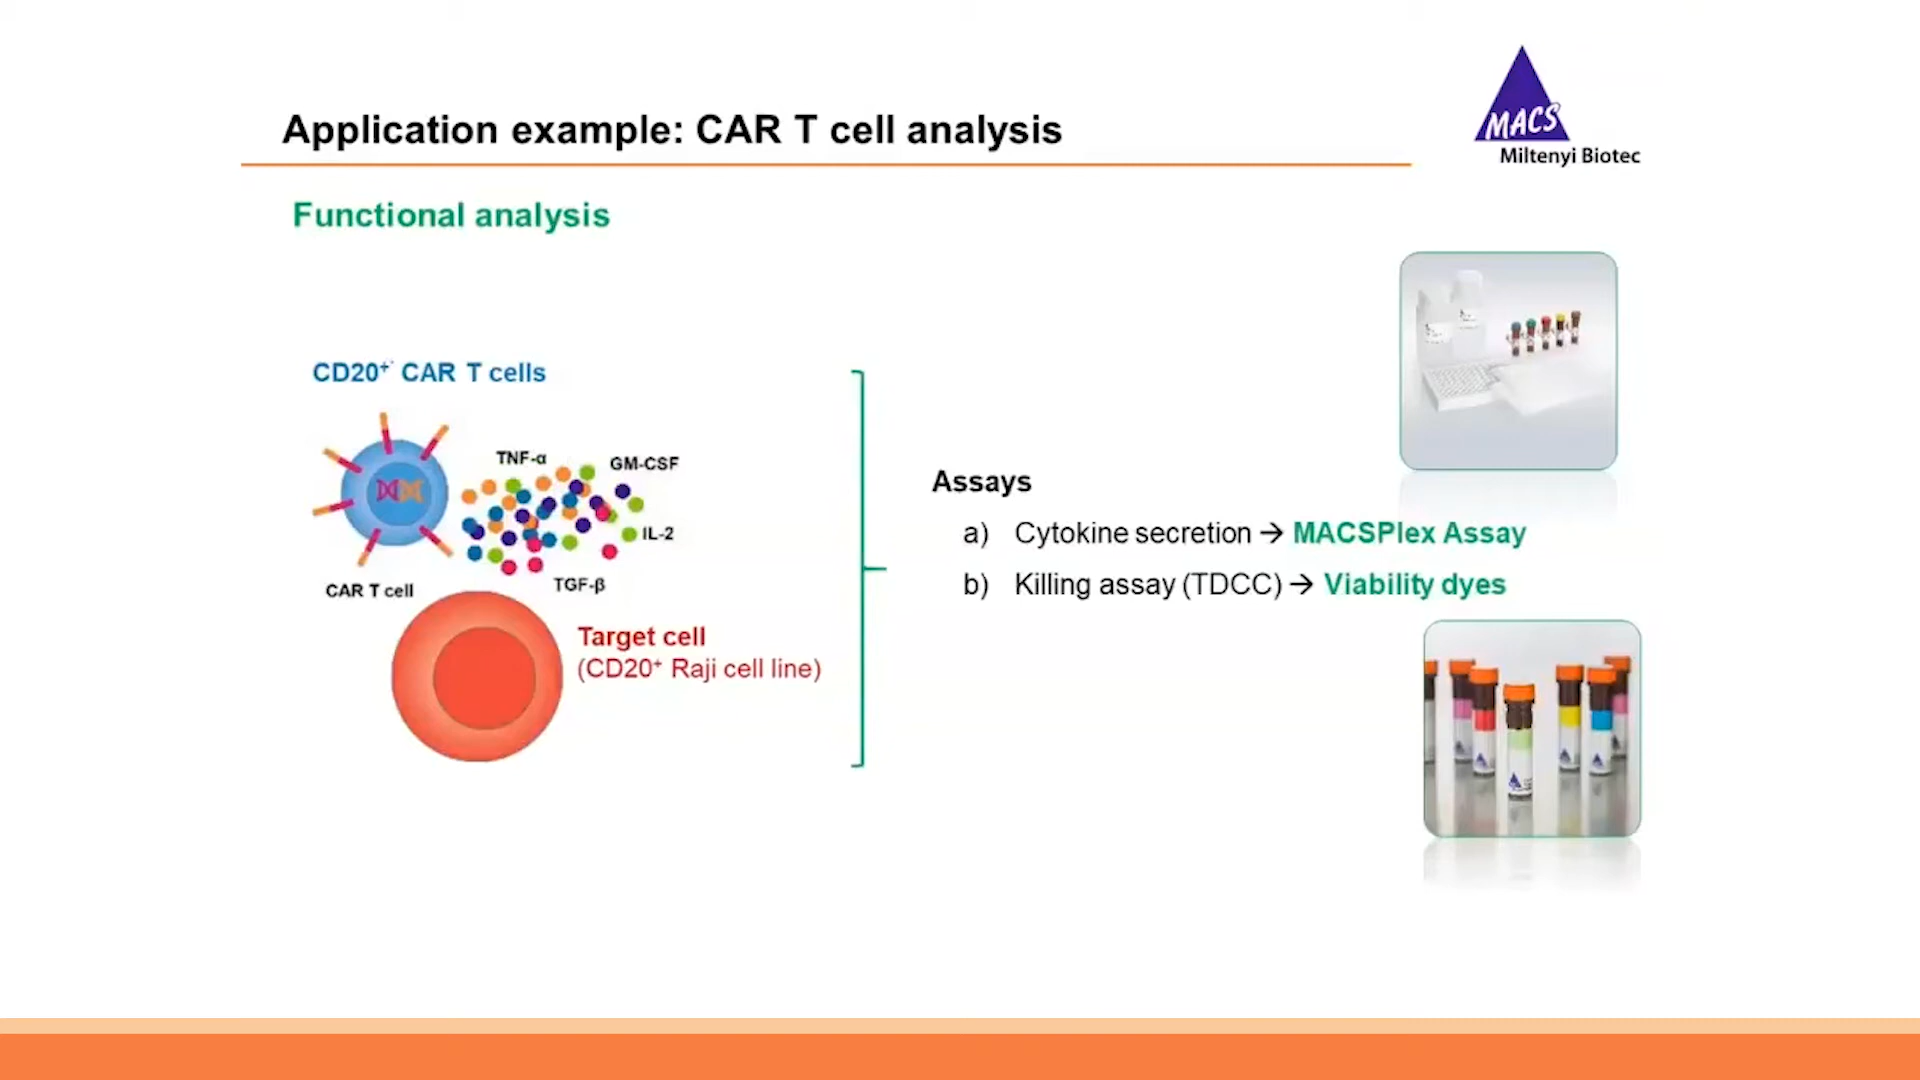 MACS
Miltenyi Biotec
Application example: CAR T cell analysis
Functional analysis
CD20⁺ CAR T cells
TNF-α
GM-CSF
IL-2
TGF-β
CAR T cell
Target cell
(CD20⁺ Raji cell line)
Assays
a) Cytokine secretion → MACSPlex Assay
b) Killing assay (TDCC) → Viability dyes